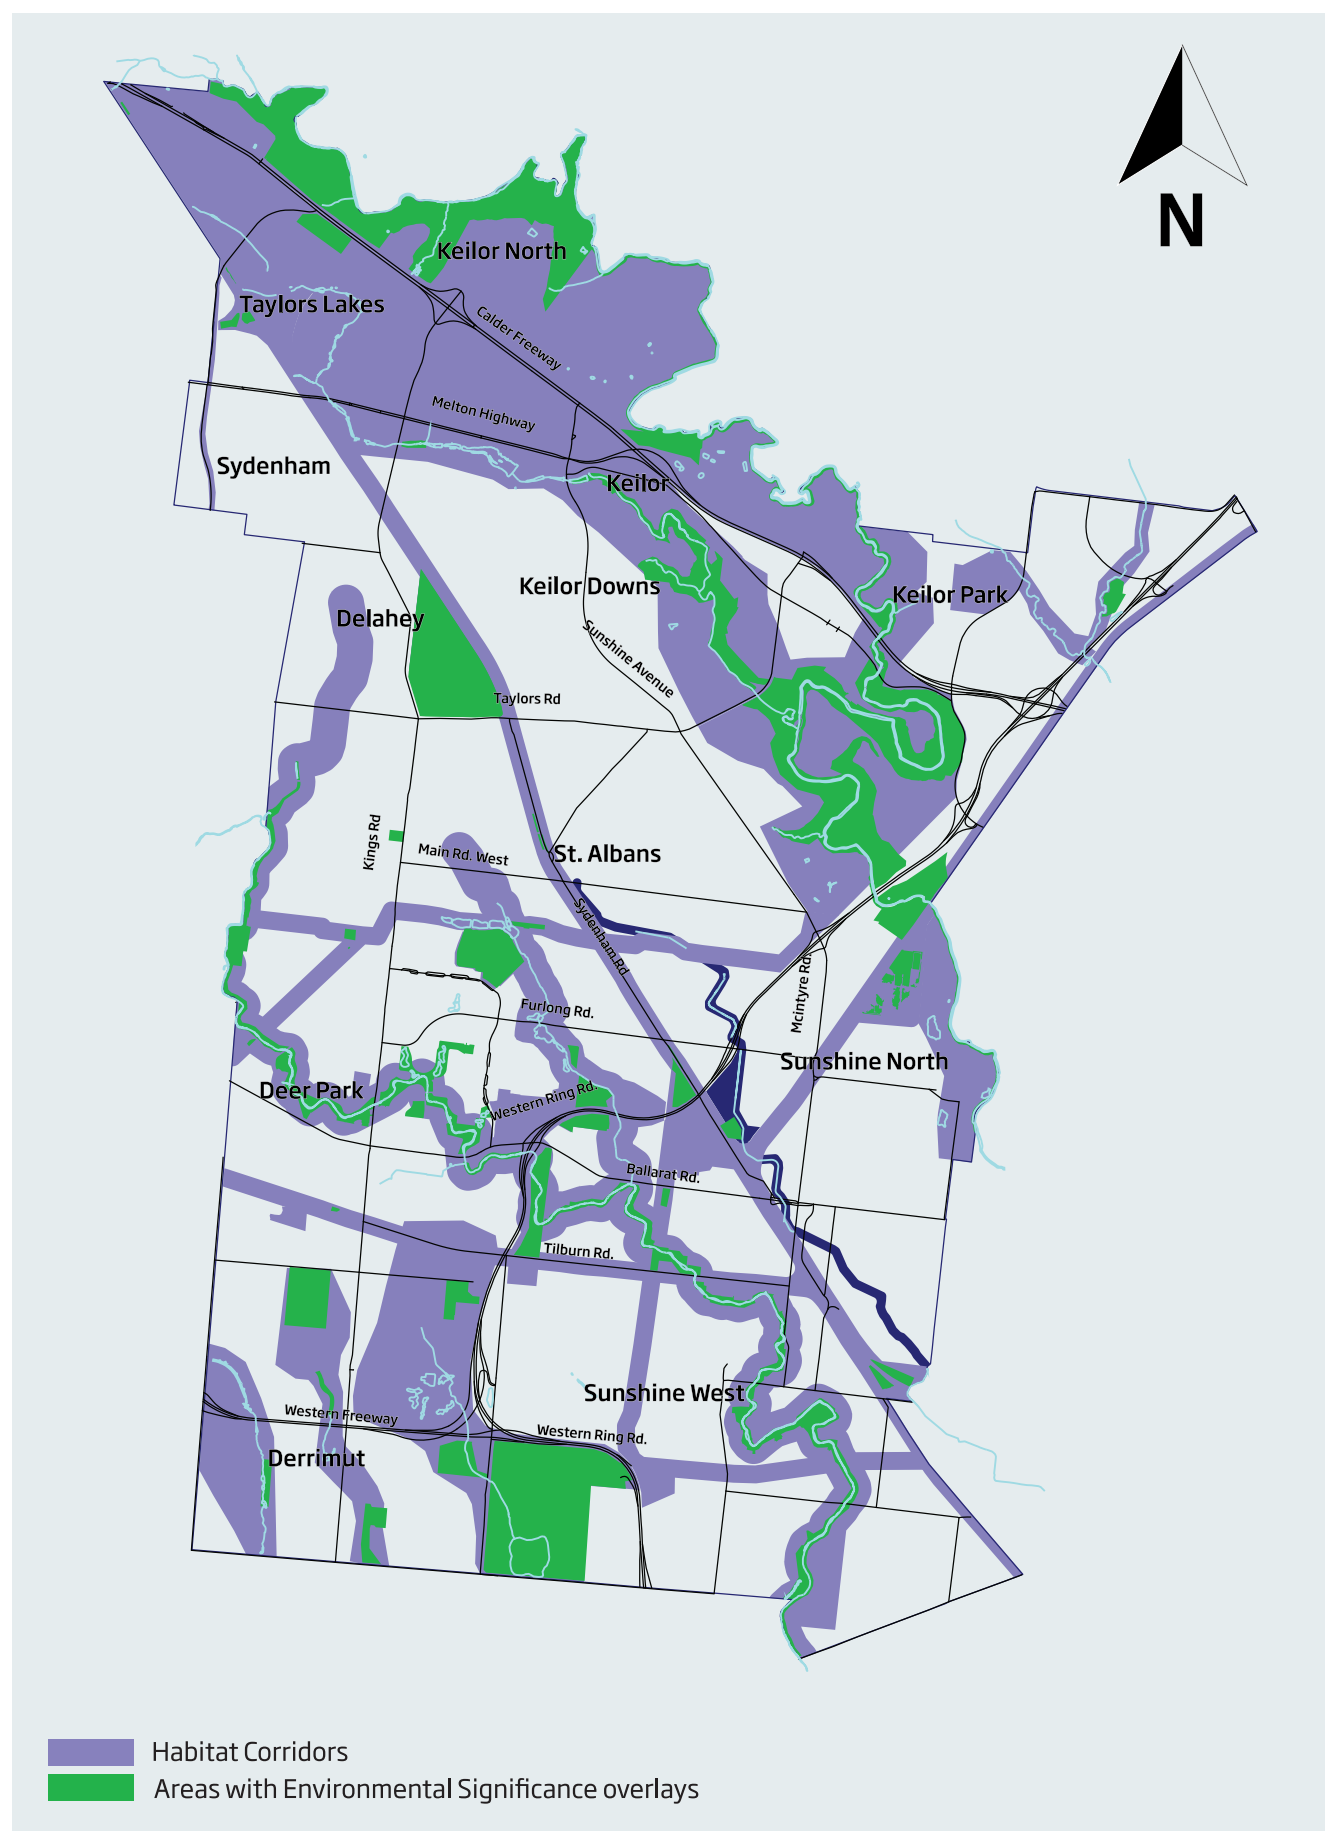 N
Keilor North
Taylors Lakes
Calder Freeway
Melton Highway
Sydenham
Keilor
Keilor Downs
Keilor Park
Delahey
Sunshine Avenue
Taylors Rd
Kings Rd
Main Rd. West
St. Albans
Sydenham Rd
Mcintyre Rd.
Furlong Rd.
Sunshine North
Deer Park
Western Ring Rd.
Ballarat Rd.
Tilburn Rd.
Sunshine West
Western Freeway
Western Ring Rd.
Derrimut
Habitat Corridors
Areas with Environmental Significance overlays